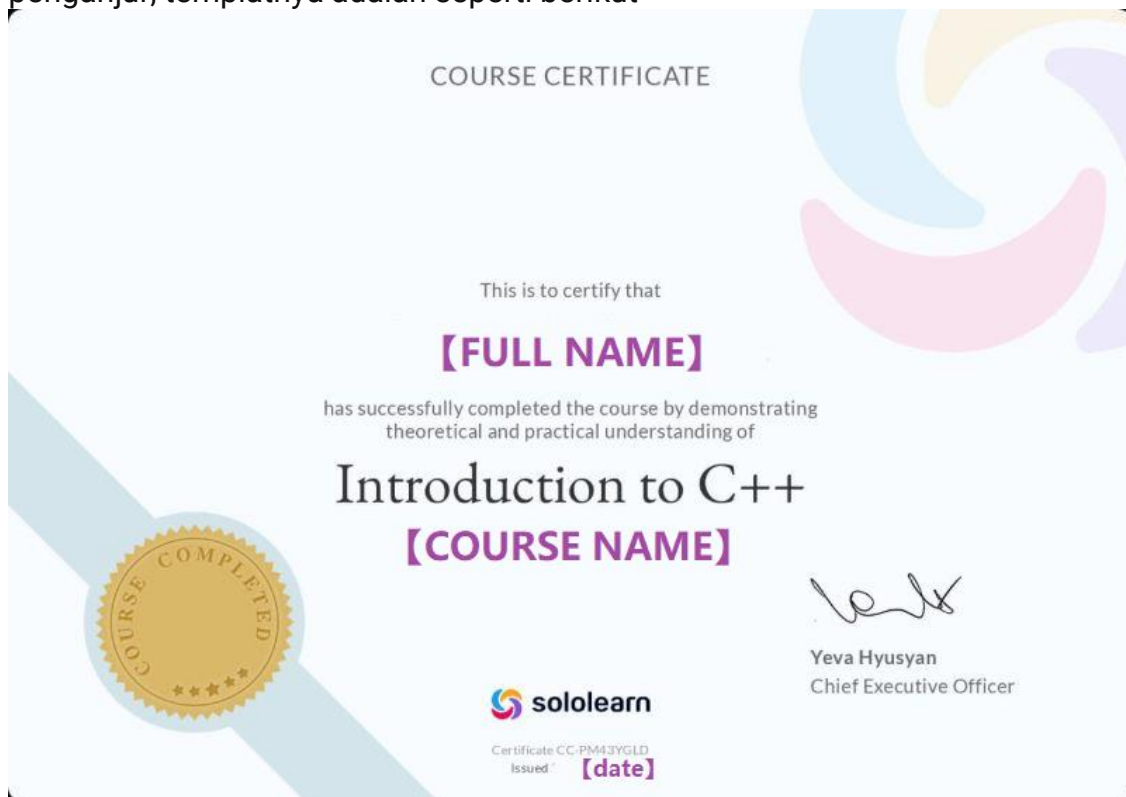 penganjur, templatnya adalah seperti berikut
COURSE CERTIFICATE
This is to certify that
【FULL NAME】
has successfully completed the course by demonstrating
theoretical and practical understanding of
Introduction to C++
【COURSE NAME】
COURSE COMPLETED
Yeva Hyusyan
Chief Executive Officer
sololearn
Certificate CC-PM43YGLD
Issued 【date】